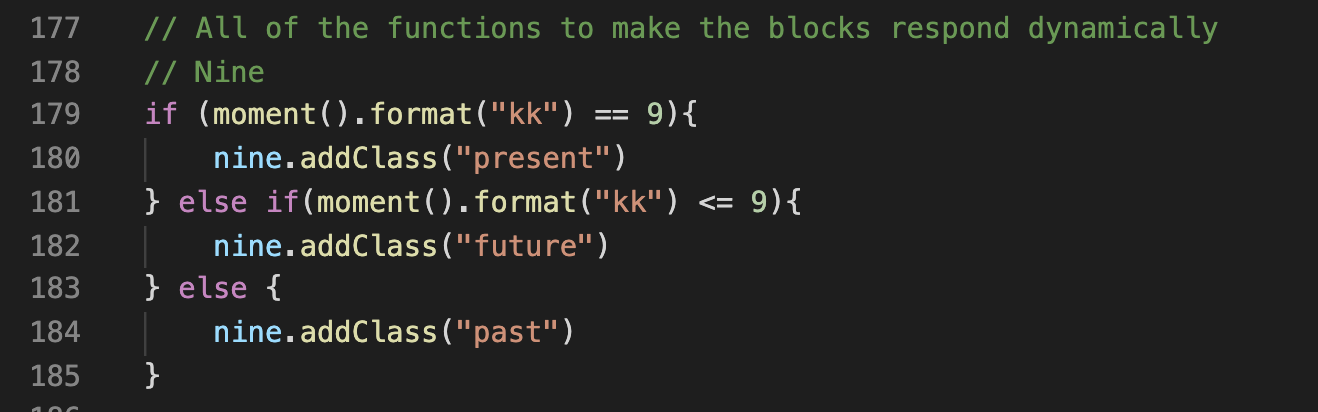 177 // All of the functions to make the blocks respond dynamically
178 // Nine
179 if (moment().format("kk") == 9){
180 nine.addClass("present")
181 } else if(moment().format("kk") <= 9){
182 nine.addClass("future")
183 } else {
184 nine.addClass("past")
185 }